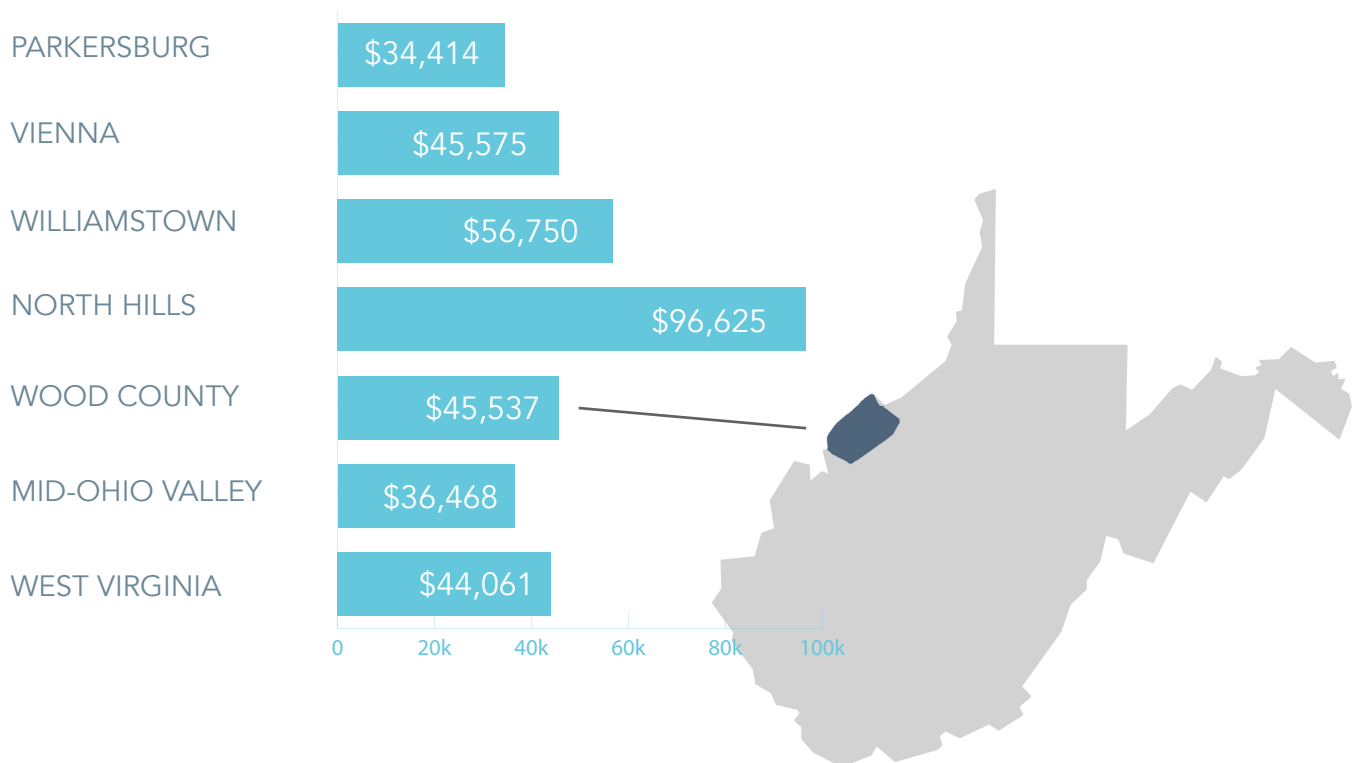 PARKERSBURG $34,414
VIENNA $45,575
WILLIAMSTOWN $56,750
NORTH HILLS $96,625
WOOD COUNTY $45,537
MID-OHIO VALLEY $36,468
WEST VIRGINIA $44,061
0 20k 40k 60k 80k 100k